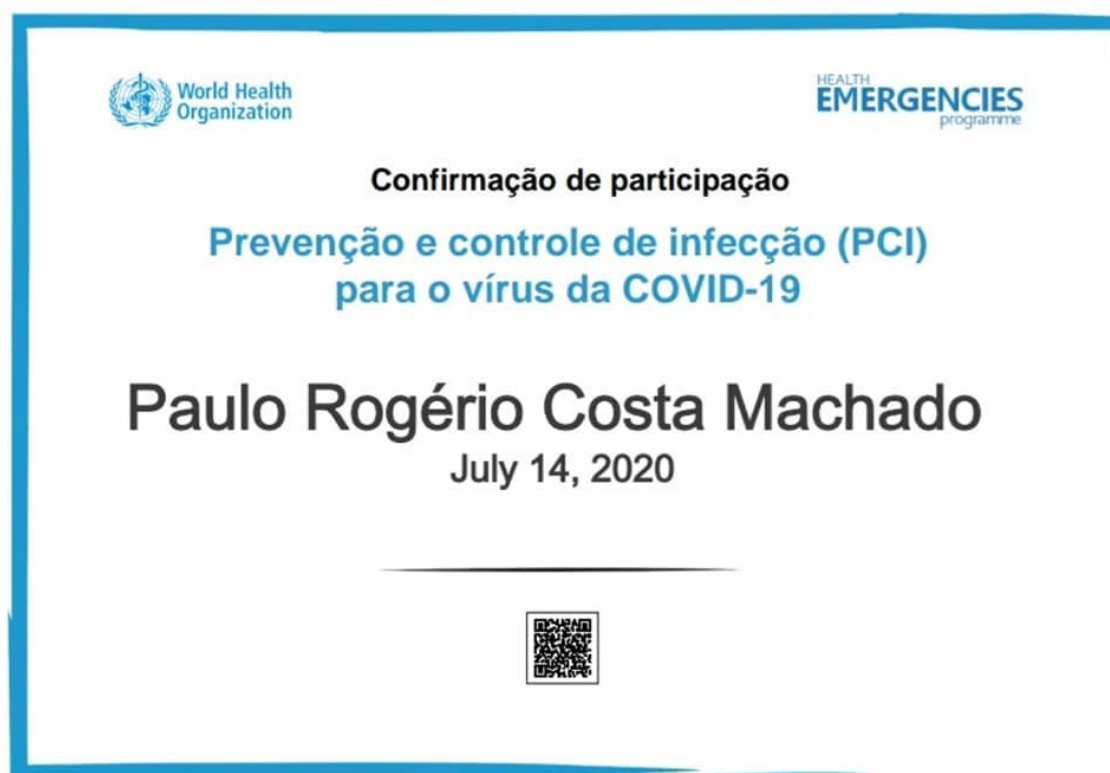 World Health
Organization
HEALTH
EMERGENCIES
programme
Confirmação de participação
Prevenção e controle de infecção (PCI)
para o vírus da COVID-19
Paulo Rogério Costa Machado
July 14, 2020